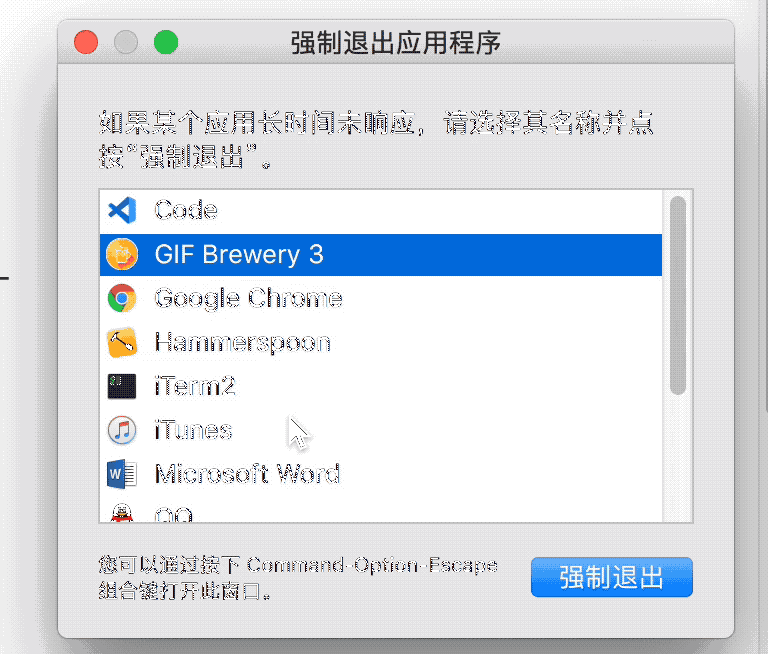 强制退出应用程序
如果某个应用长时间未响应，请选择其名称并点
按“强制退出”。
Code
GIF Brewery 3
Google Chrome
Hammerspoon
iTerm2
iTunes
Microsoft Word
QQ
您可以通过按下 Command-Option-Escape
组合键打开此窗口。
强制退出